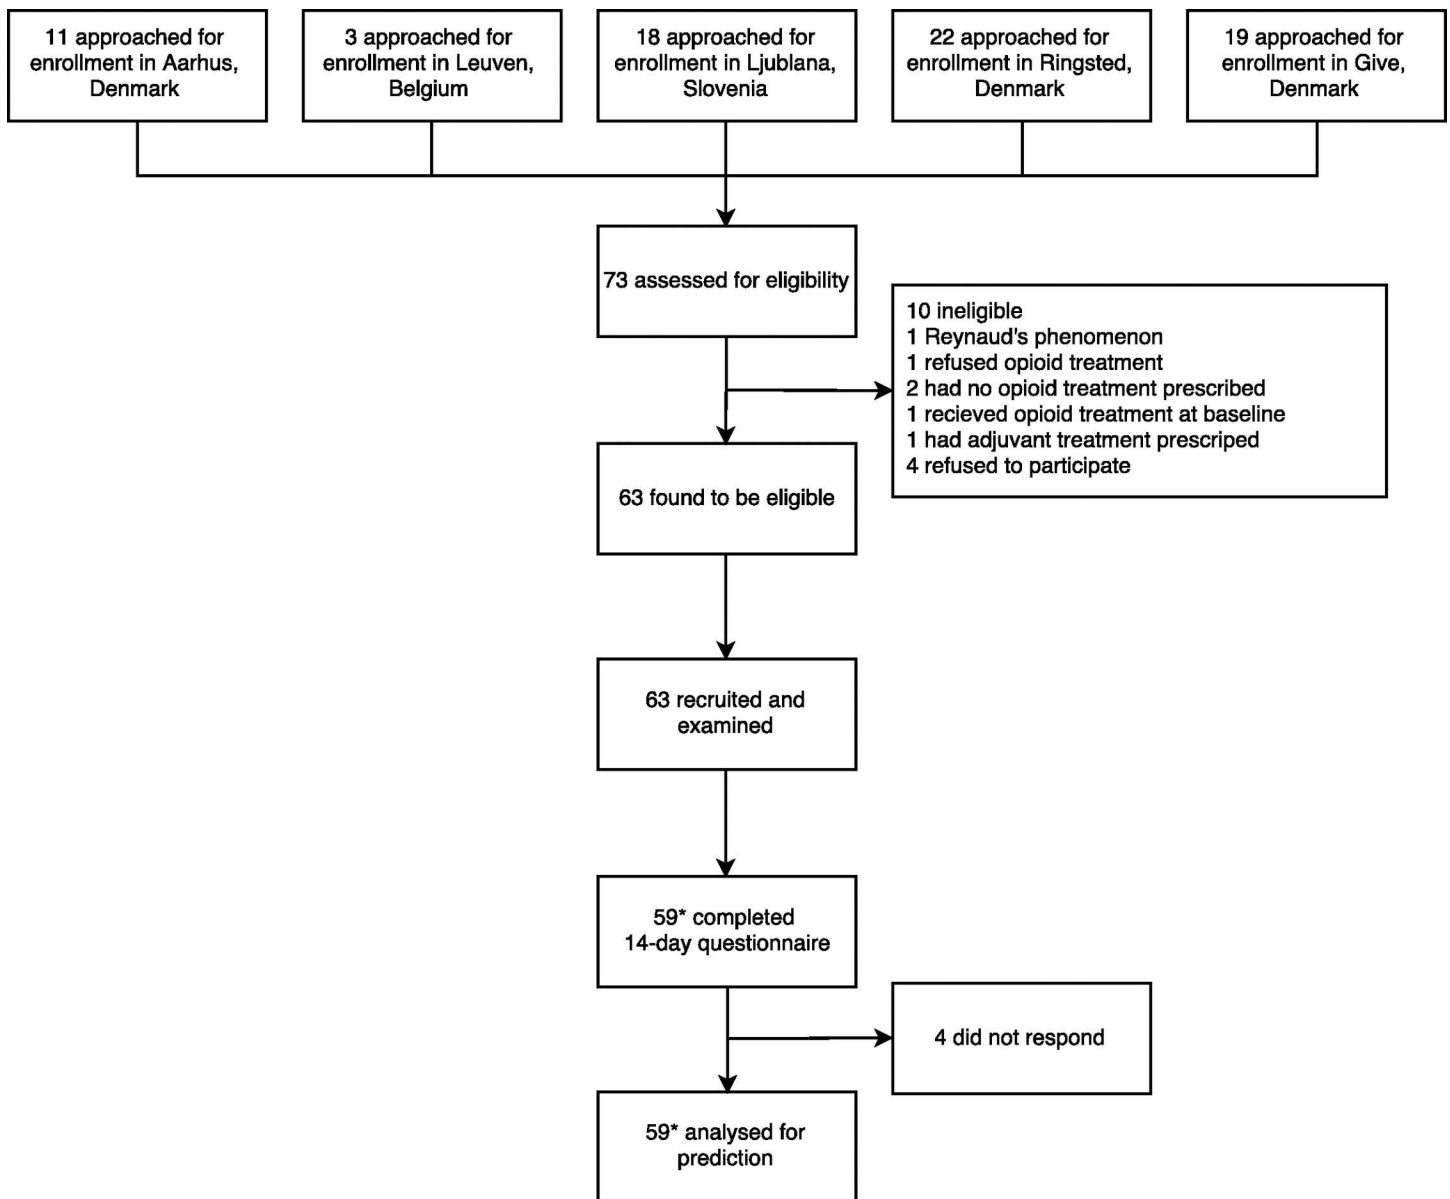 11 approached for
enrollment in Aarhus,
Denmark
3 approached for
enrollment in Leuven,
Belgium
18 approached for
enrollment in Ljublana,
Slovenia
22 approached for
enrollment in Ringsted,
Denmark
19 approached for
enrollment in Give,
Denmark
73 assessed for eligibility
10 ineligible
1 Reynaud's phenomenon
1 refused opioid treatment
2 had no opioid treatment prescribed
1 recieved opioid treatment at baseline
1 had adjuvant treatment prescriped
4 refused to participate
63 found to be eligible
63 recruited and
examined
59* completed
14-day questionnaire
4 did not respond
59* analysed for
prediction